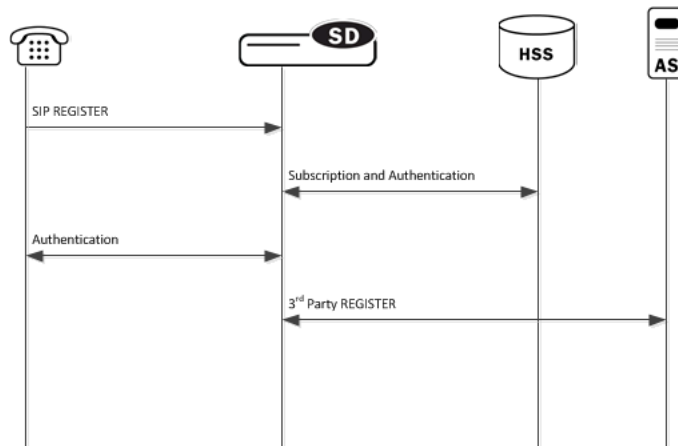 SD
HSS
AS
SIP REGISTER
Subscription and Authentication
Authentication
3rd Party REGISTER